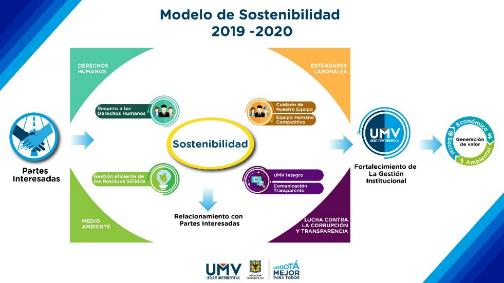 Modelo de Sostenibilidad
2019 -2020
DERECHOS
HUMANOS
ESTÁNDARES
LABORALES
Respeto a los
Derechos Humanos
Cuidado de
Nuestro Equipo
Equipo Humano
Competitivo
Sostenibilidad
Partes
Interesadas
UMV
Fortalecimiento de
La Gestión
Institucional
Social
Económico
Ambiental
Generación
de valor
Gestión eficiente de
los Residuos Sólidos
UMV Íntegra
Comunicación
Transparente
Relacionamiento con
Partes Interesadas
MEDIO
AMBIENTE
LUCHA CONTRA
LA CORRUPCIÓN
Y TRANSPARENCIA
UMV
BOGOTÁ
MEJOR
PARA TODOS